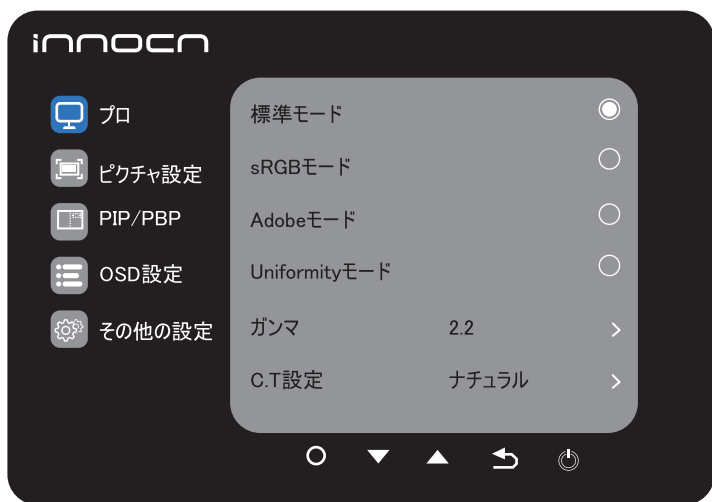 innocn
プロ
ピクチャ設定
PIP/PBP
OSD設定
その他の設定
標準モード
sRGBモード
Adobeモード
Uniformityモード
ガンマ 2.2
C.T設定 ナチュラル